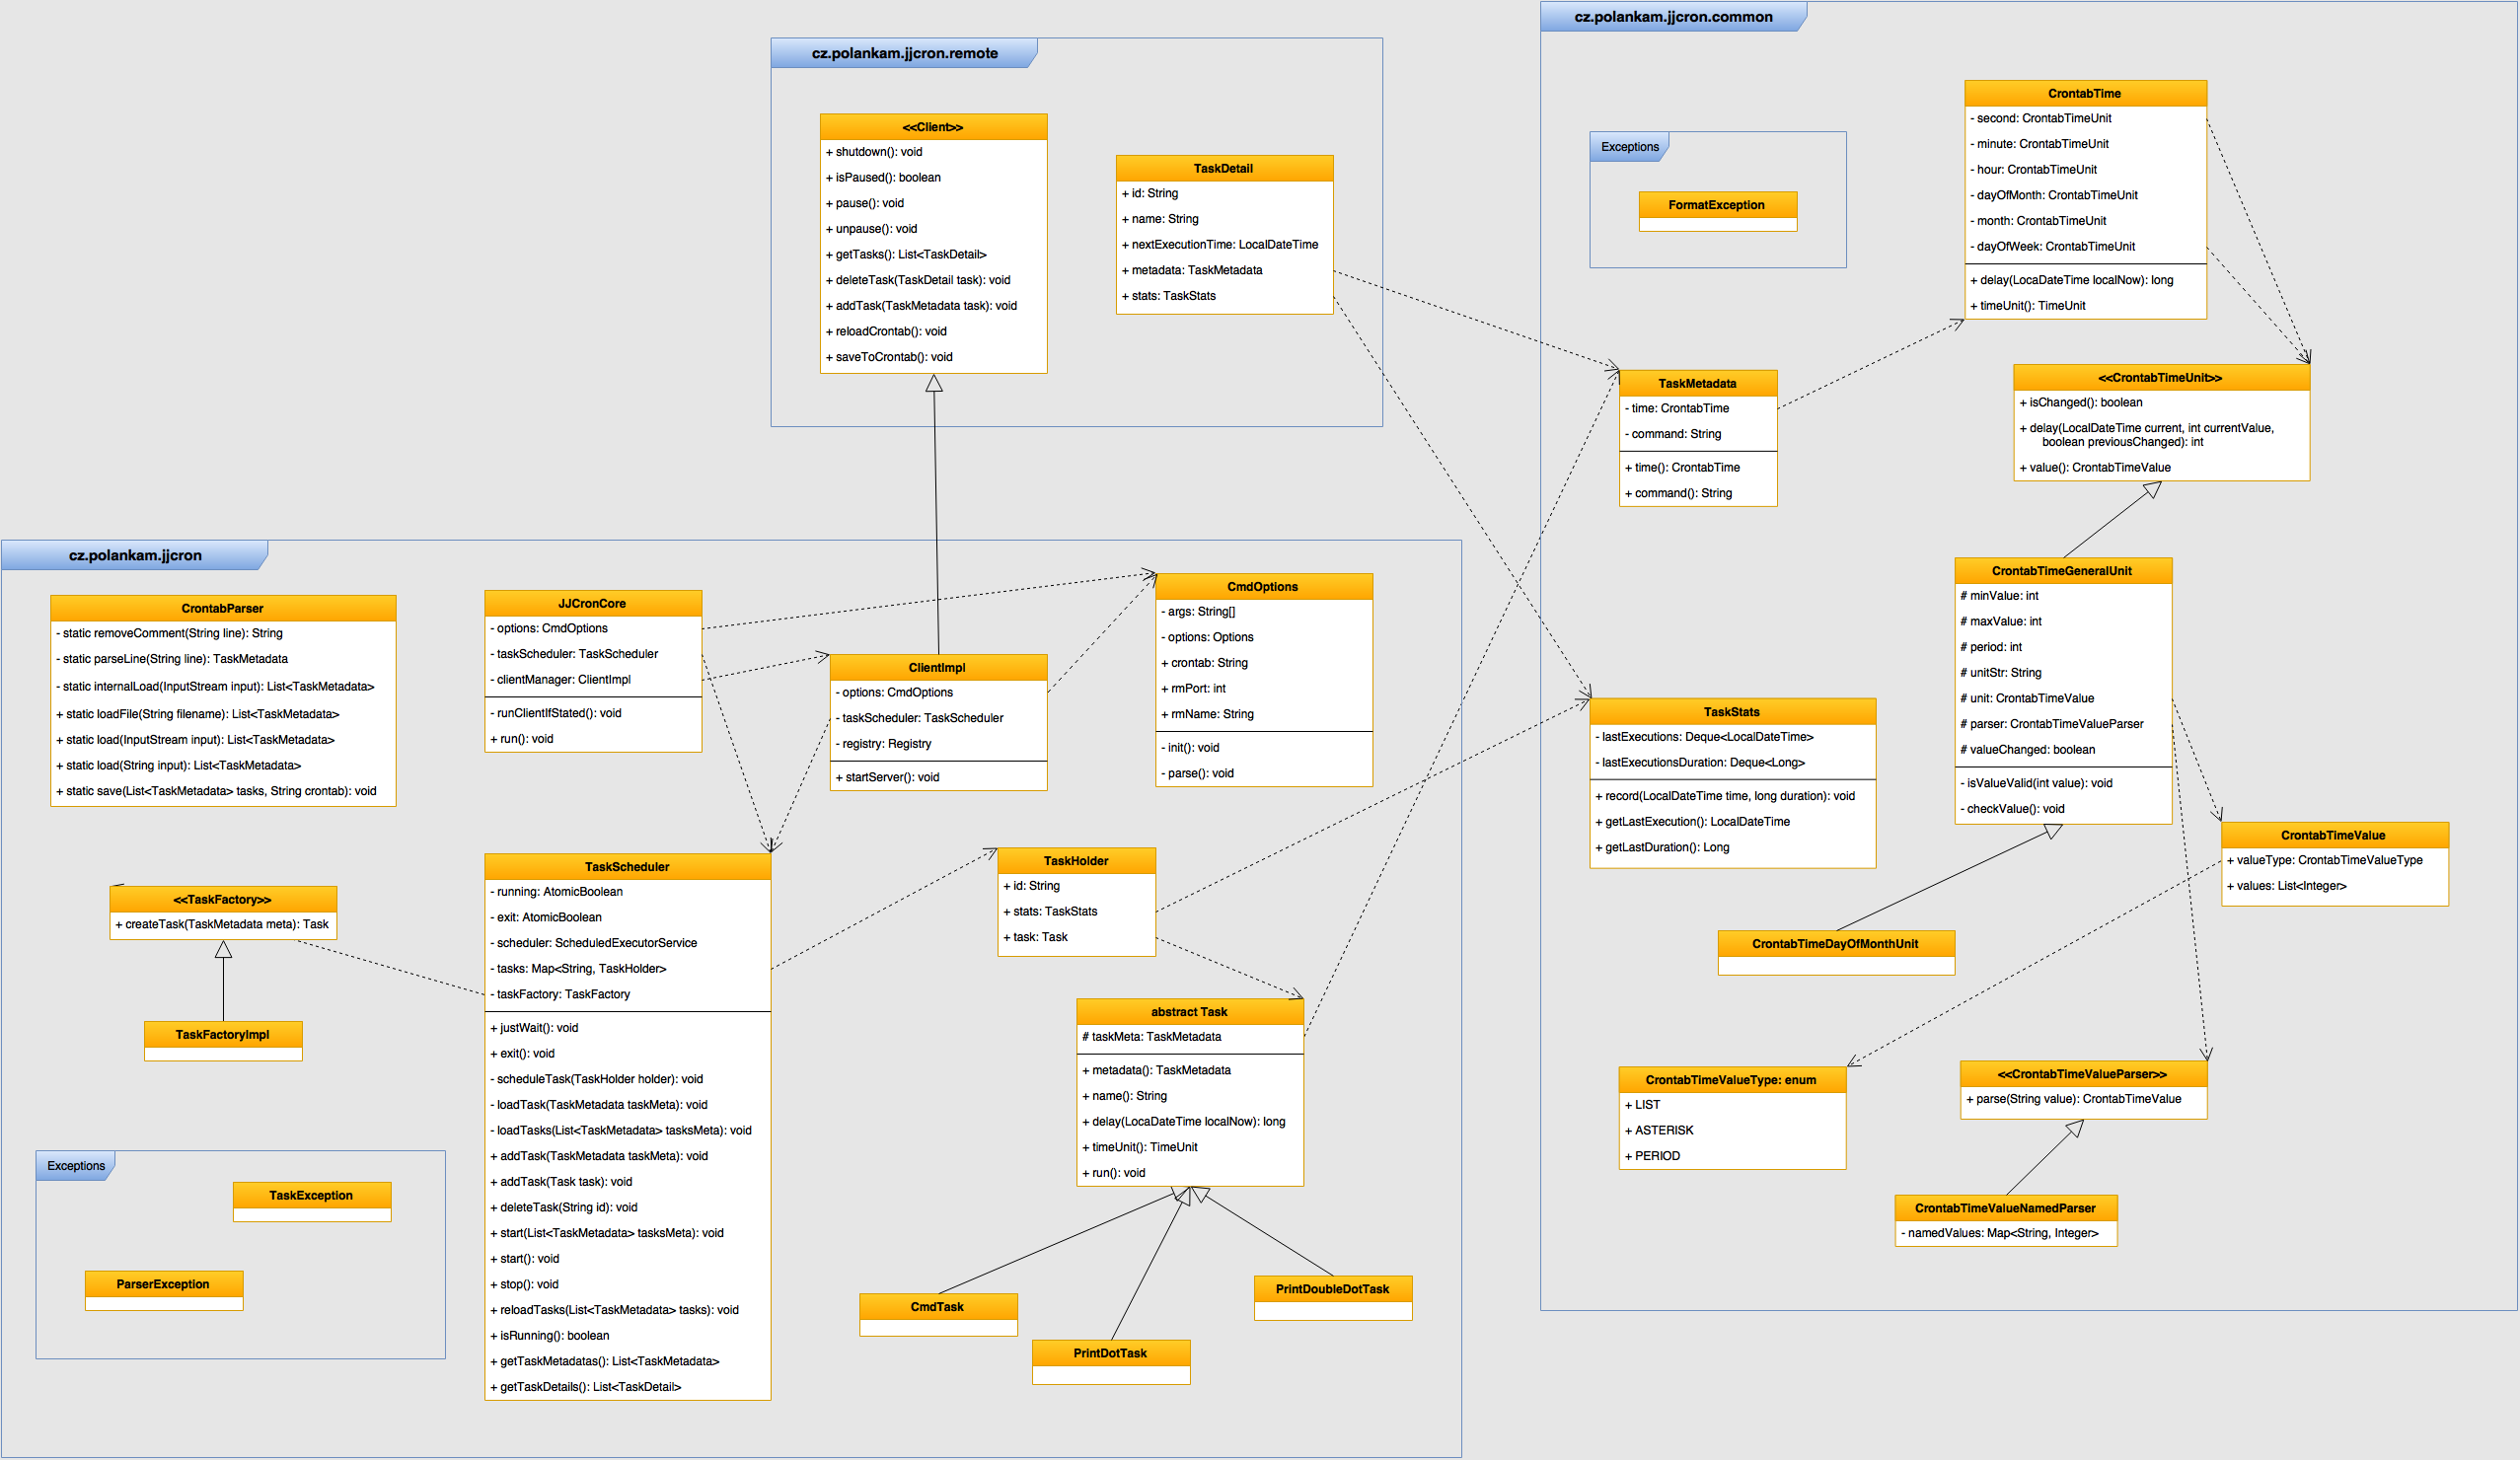 cz.polankam.jjcron.remote
<<Client>>
+ shutdown(): void
+ isPaused(): boolean
+ pause(): void
+ unpause(): void
+ getTasks(): List<TaskDetail>
+ deleteTask(TaskDetail task): void
+ addTask(TaskMetadata task): void
+ reloadCrontab(): void
+ saveToCrontab(): void
TaskDetail
+ id: String
+ name: String
+ nextExecutionTime: LocalDateTime
+ metadata: TaskMetadata
+ stats: TaskStats
cz.polankam.jjcron.common
Exceptions
FormatException
CrontabTime
- second: CrontabTimeUnit
- minute: CrontabTimeUnit
- hour: CrontabTimeUnit
- dayOfMonth: CrontabTimeUnit
- month: CrontabTimeUnit
- dayOfWeek: CrontabTimeUnit
+ delay(LocaDateTime localNow): long
+ timeUnit(): TimeUnit
TaskMetadata
- time: CrontabTime
- command: String
+ time(): CrontabTime
+ command(): String
<<CrontabTimeUnit>>
+ isChanged(): boolean
+ delay(LocalDateTime current, int currentValue,
boolean previousChanged): int
+ value(): CrontabTimeValue
CrontabTimeGeneralUnit
# minValue: int
# maxValue: int
# period: int
# unitStr: String
# unit: CrontabTimeValue
# parser: CrontabTimeValueParser
# valueChanged: boolean
- isValueValid(int value): void
- checkValue(): void
TaskStats
- lastExecutions: Deque<LocalDateTime>
- lastExecutionsDuration: Deque<Long>
+ record(LocalDateTime time, long duration): void
+ getLastExecution(): LocalDateTime
+ getLastDuration(): Long
CrontabTimeValue
+ valueType: CrontabTimeValueType
+ values: List<Integer>
CrontabTimeDayOfMonthUnit
CrontabTimeValueType: enum
+ LIST
+ ASTERISK
+ PERIOD
<<CrontabTimeValueParser>>
+ parse(String value): CrontabTimeValue
CrontabTimeValueNamedParser
- namedValues: Map<String, Integer>
cz.polankam.jjcron
CrontabParser
- static removeComment(String line): String
- static parseLine(String line): TaskMetadata
- static internalLoad(InputStream input): List<TaskMetadata>
+ static loadFile(String filename): List<TaskMetadata>
+ static load(InputStream input): List<TaskMetadata>
+ static load(String input): List<TaskMetadata>
+ static save(List<TaskMetadata> tasks, String crontab): void
JJCronCore
- options: CmdOptions
- taskScheduler: TaskScheduler
- clientManager: ClientImpl
- runClientIfStated(): void
+ run(): void
ClientImpl
- options: CmdOptions
- taskScheduler: TaskScheduler
- registry: Registry
+ startServer(): void
CmdOptions
- args: String[]
- options: Options
+ crontab: String
+ rmPort: int
+ rmName: String
- init(): void
- parse(): void
<<TaskFactory>>
+ createTask(TaskMetadata meta): Task
TaskFactoryImpl
TaskScheduler
- running: AtomicBoolean
- exit: AtomicBoolean
- scheduler: ScheduledExecutorService
- tasks: Map<String, TaskHolder>
- taskFactory: TaskFactory
+ justWait(): void
+ exit(): void
- scheduleTask(TaskHolder holder): void
- loadTask(TaskMetadata taskMeta): void
- loadTasks(List<TaskMetadata> tasksMeta): void
+ addTask(TaskMetadata taskMeta): void
+ addTask(Task task): void
+ deleteTask(String id): void
+ start(List<TaskMetadata> tasksMeta): void
+ start(): void
+ stop(): void
+ reloadTasks(List<TaskMetadata> tasks): void
+ isRunning(): boolean
+ getTaskMetadatas(): List<TaskMetadata>
+ getTaskDetails(): List<TaskDetail>
TaskHolder
+ id: String
+ stats: TaskStats
+ task: Task
abstract Task
# taskMeta: TaskMetadata
+ metadata(): TaskMetadata
+ name(): String
+ delay(LocaDateTime localNow): long
+ timeUnit(): TimeUnit
+ run(): void
CmdTask
PrintDotTask
PrintDoubleDotTask
Exceptions
TaskException
ParserException